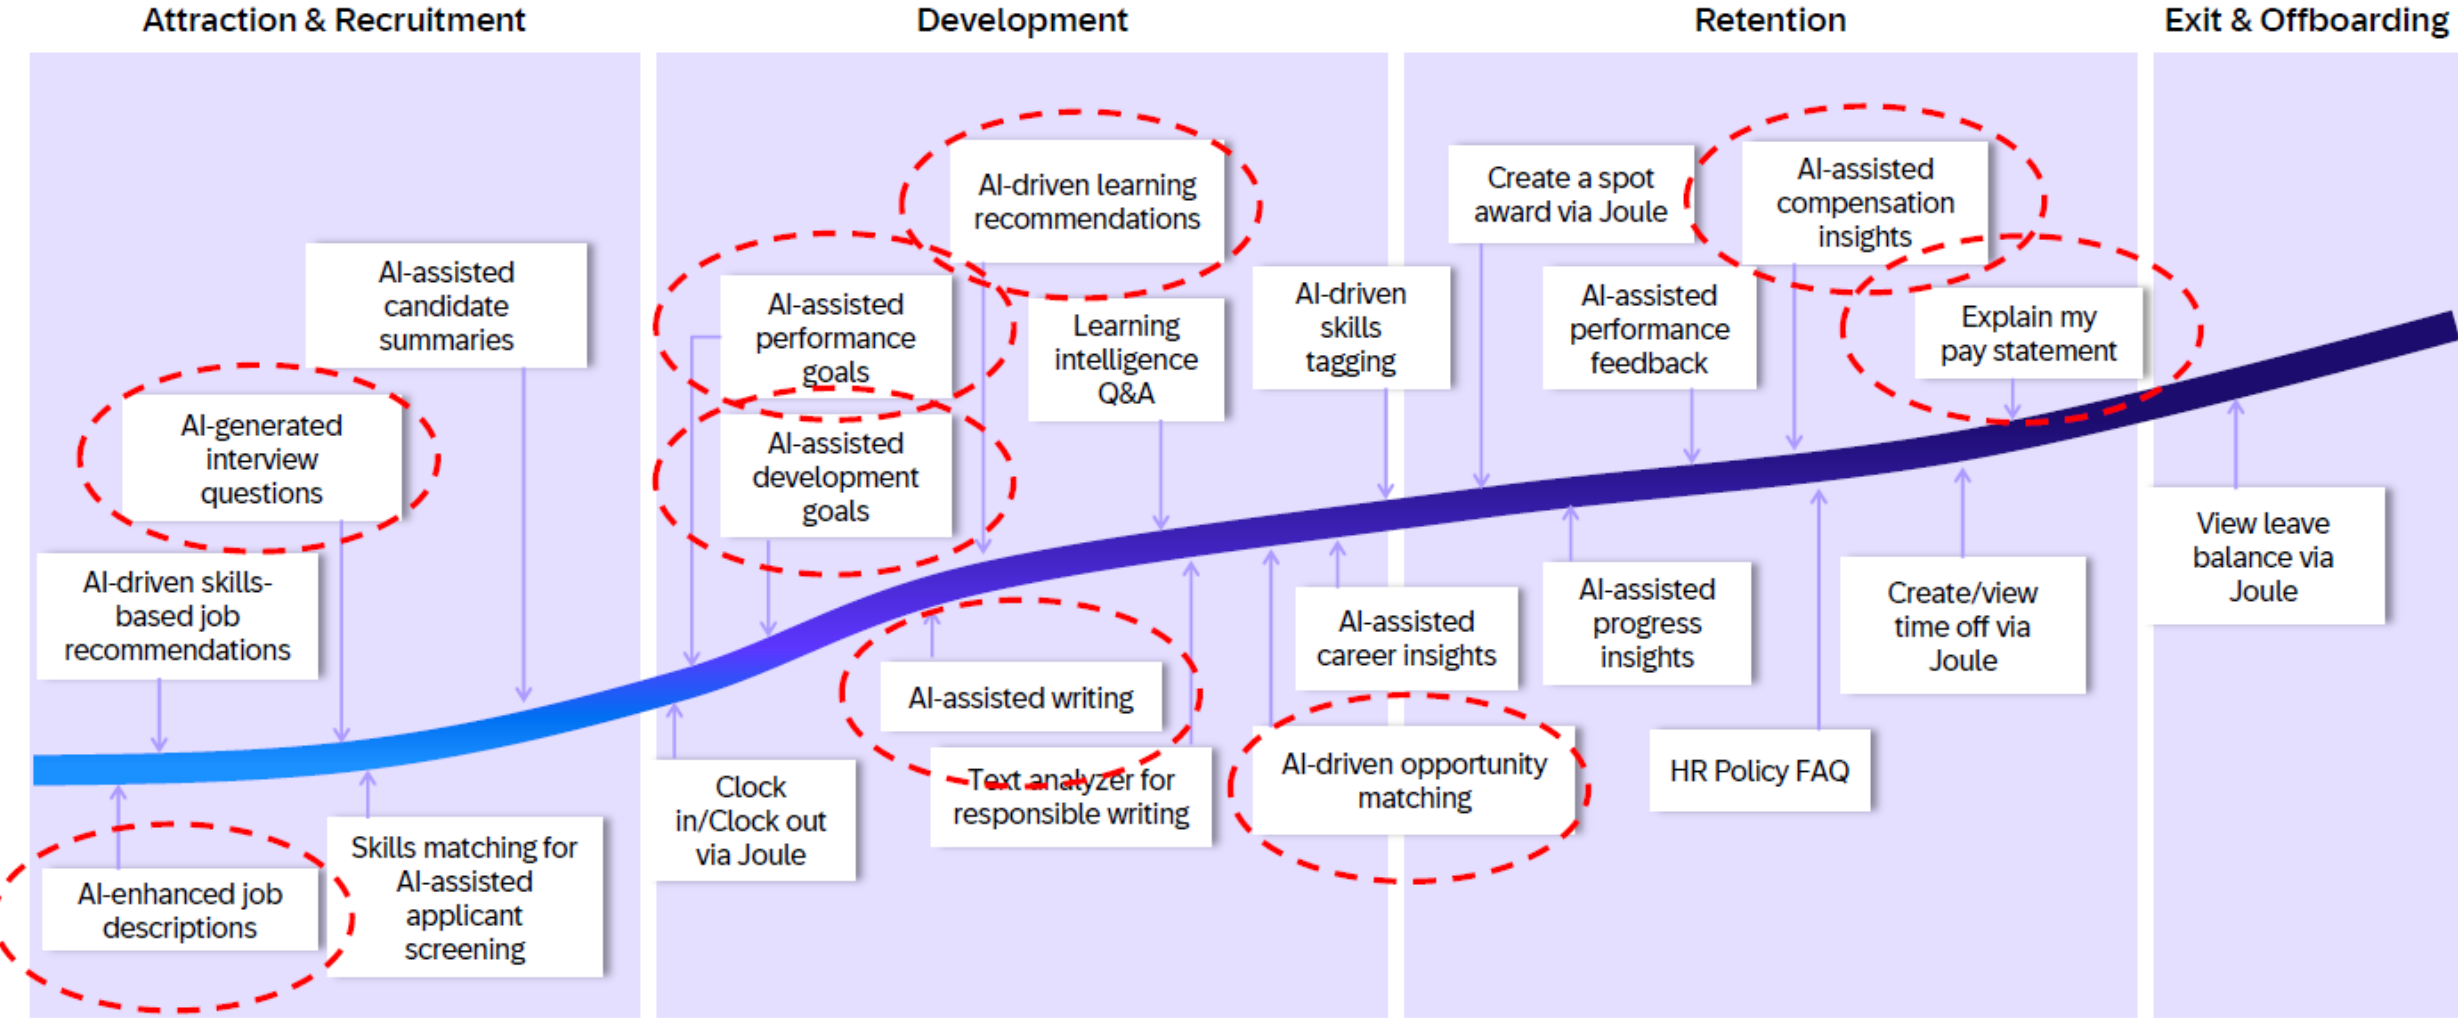 Attraction & Recruitment
Development
Retention
Exit & Offboarding
AI-assisted
candidate
summaries
AI-generated
interview
questions
AI-driven skills-
based job
recommendations
AI-enhanced job
descriptions
Skills matching for
AI-assisted
applicant
screening
AI-driven learning
recommendations
AI-assisted
performance
goals
AI-assisted
development
goals
Learning
intelligence
Q&A
AI-driven
skills
tagging
Clock
in/Clock out
via Joule
AI-assisted writing
Text analyzer for
responsible writing
AI-assisted
career insights
AI-driven opportunity
matching
Create a spot
award via Joule
AI-assisted
compensation
insights
AI-assisted
performance
feedback
Explain my
pay statement
AI-assisted
progress
insights
HR Policy FAQ
Create/view
time off via
Joule
View leave
balance via
Joule